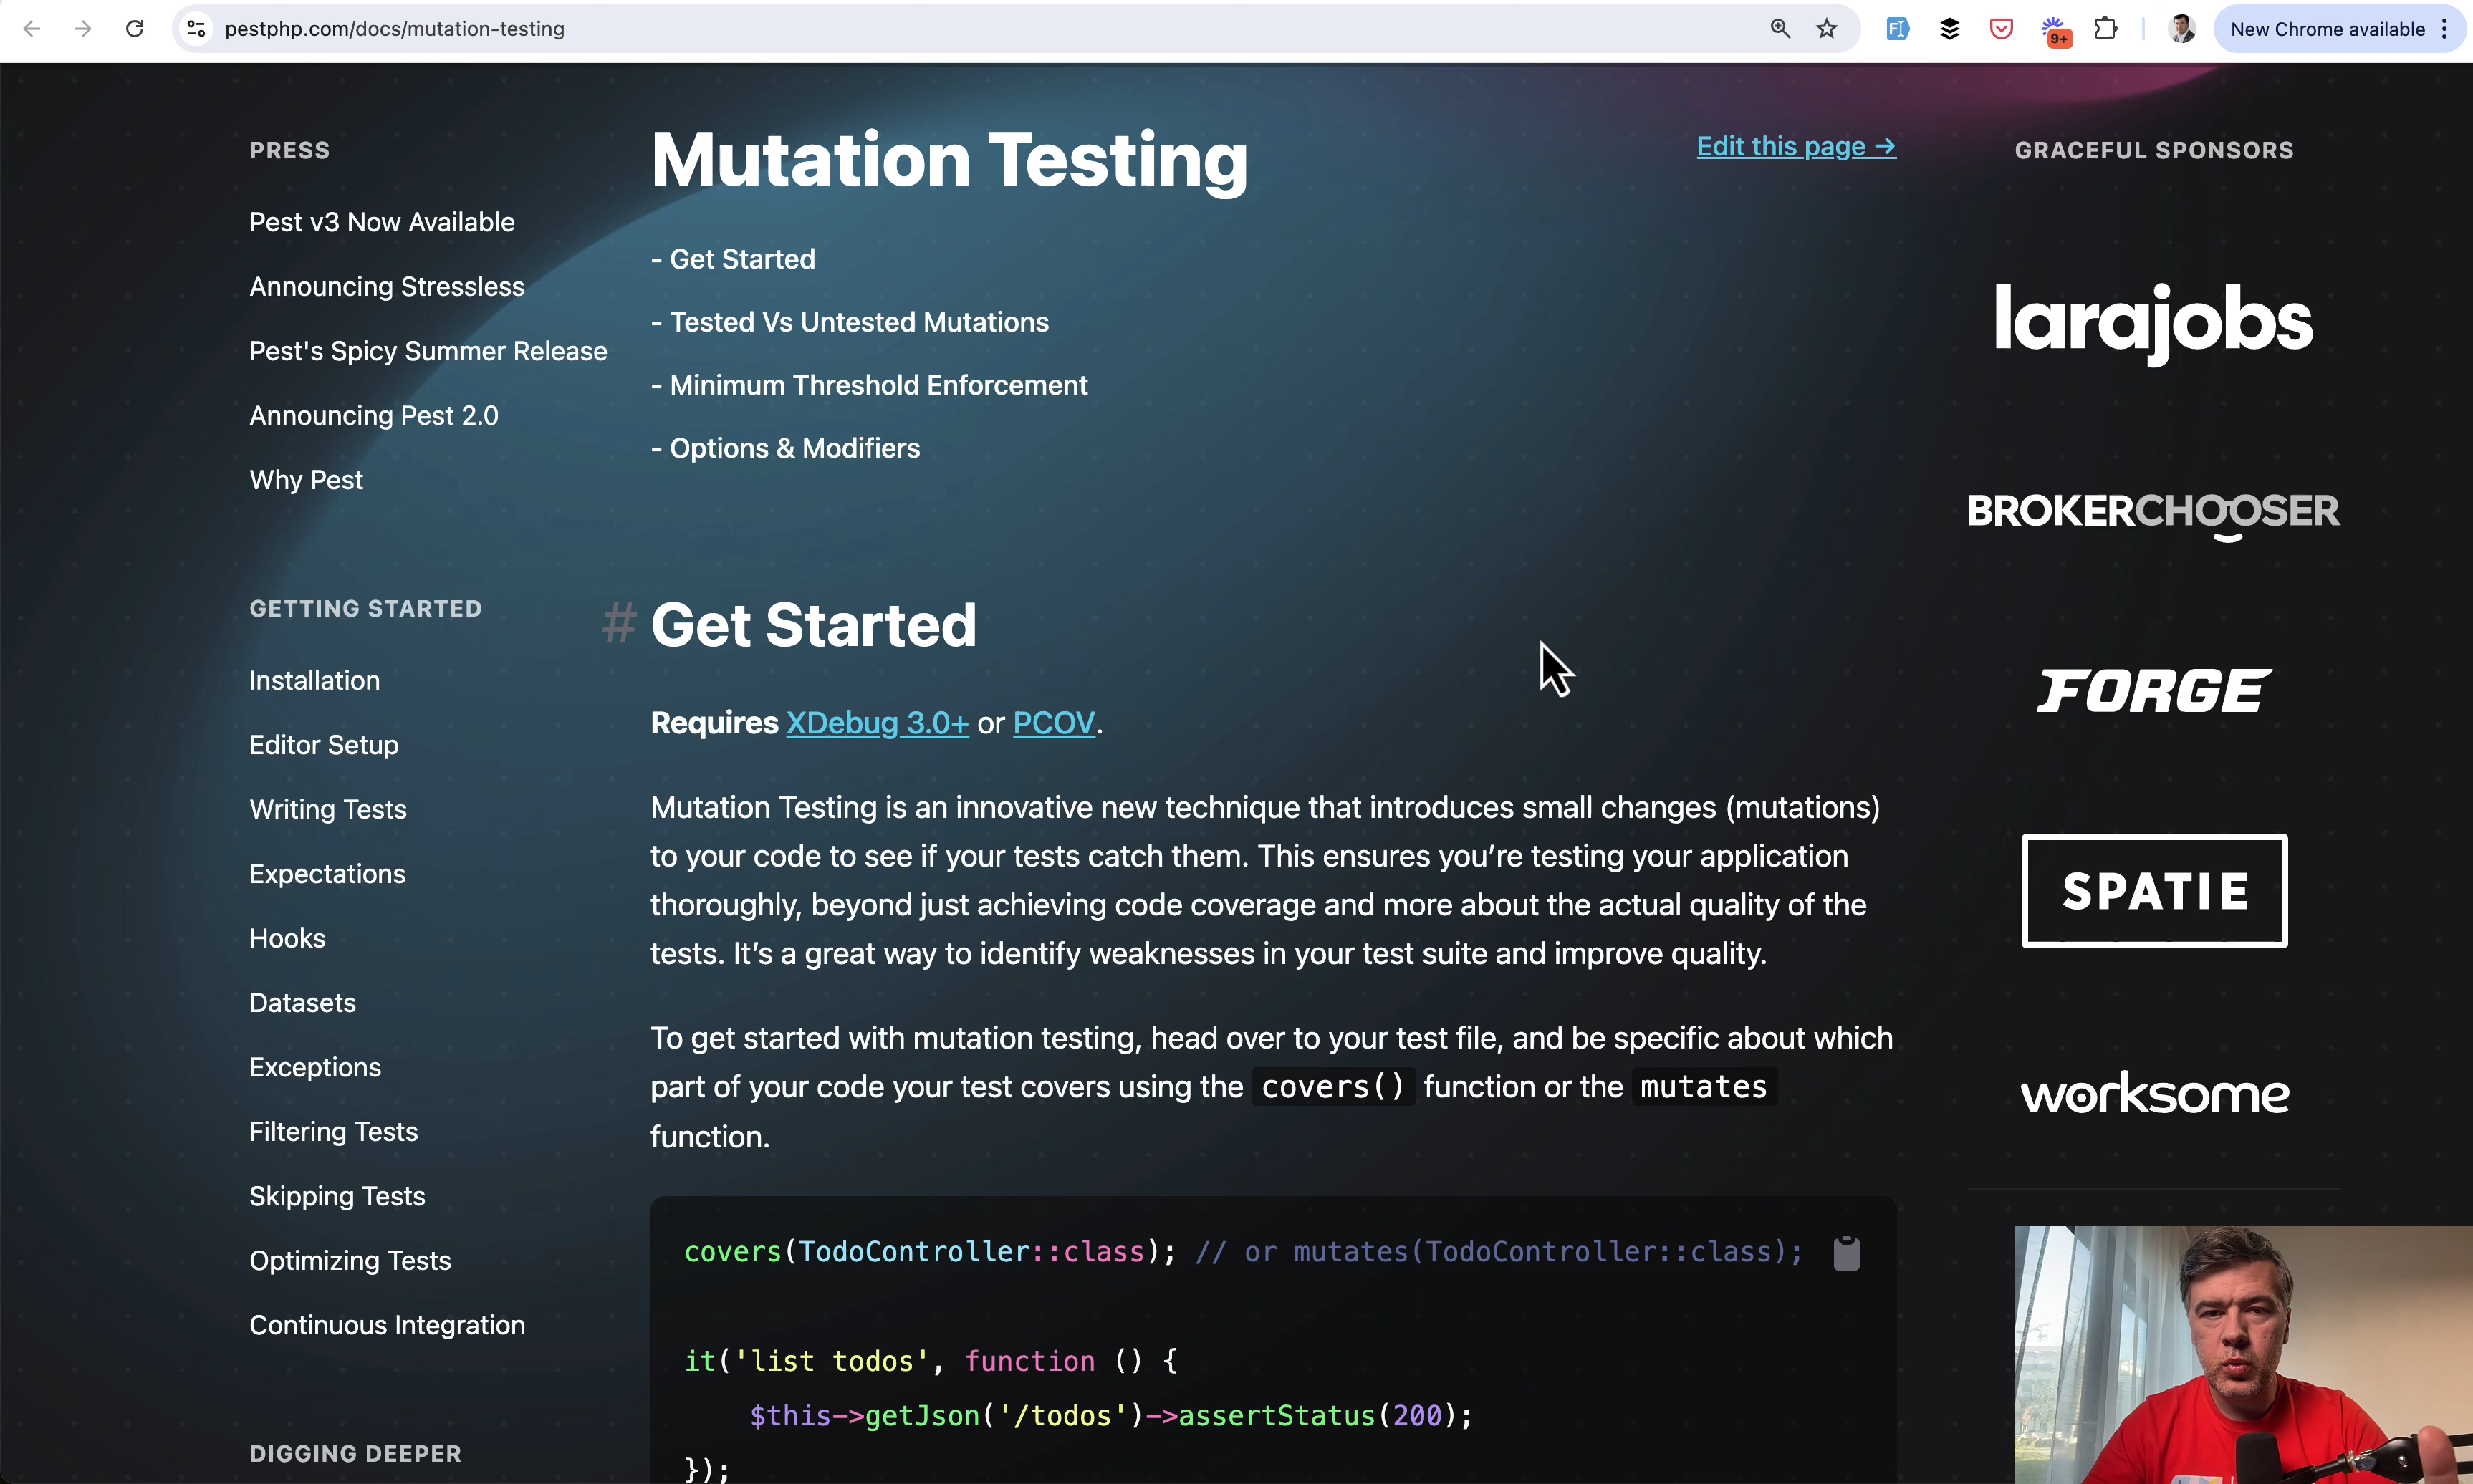 pestphp.com/docs/mutation-testing
9+
New Chrome available
PRESS
Pest v3 Now Available
Announcing Stressless
Pest's Spicy Summer Release
Announcing Pest 2.0
Why Pest
GETTING STARTED
Installation
Editor Setup
Writing Tests
Expectations
Hooks
Datasets
Exceptions
Filtering Tests
Skipping Tests
Optimizing Tests
Continuous Integration
DIGGING DEEPER
Mutation Testing
Edit this page →
- Get Started
- Tested Vs Untested Mutations
- Minimum Threshold Enforcement
- Options & Modifiers
# Get Started
Requires XDebug 3.0+ or PCOV.
Mutation Testing is an innovative new technique that introduces small changes (mutations)
to your code to see if your tests catch them. This ensures you’re testing your application
thoroughly, beyond just achieving code coverage and more about the actual quality of the
tests. It’s a great way to identify weaknesses in your test suite and improve quality.
To get started with mutation testing, head over to your test file, and be specific about which
part of your code your test covers using the covers() function or the mutates
function.
covers(TodoController::class); // or mutates(TodoController::class);
it('list todos', function () {
$this->getJson('/todos')->assertStatus(200);
});
GRACEFUL SPONSORS
larajobs
BROKERCHOOSER
FORGE
SPATIE
worksome